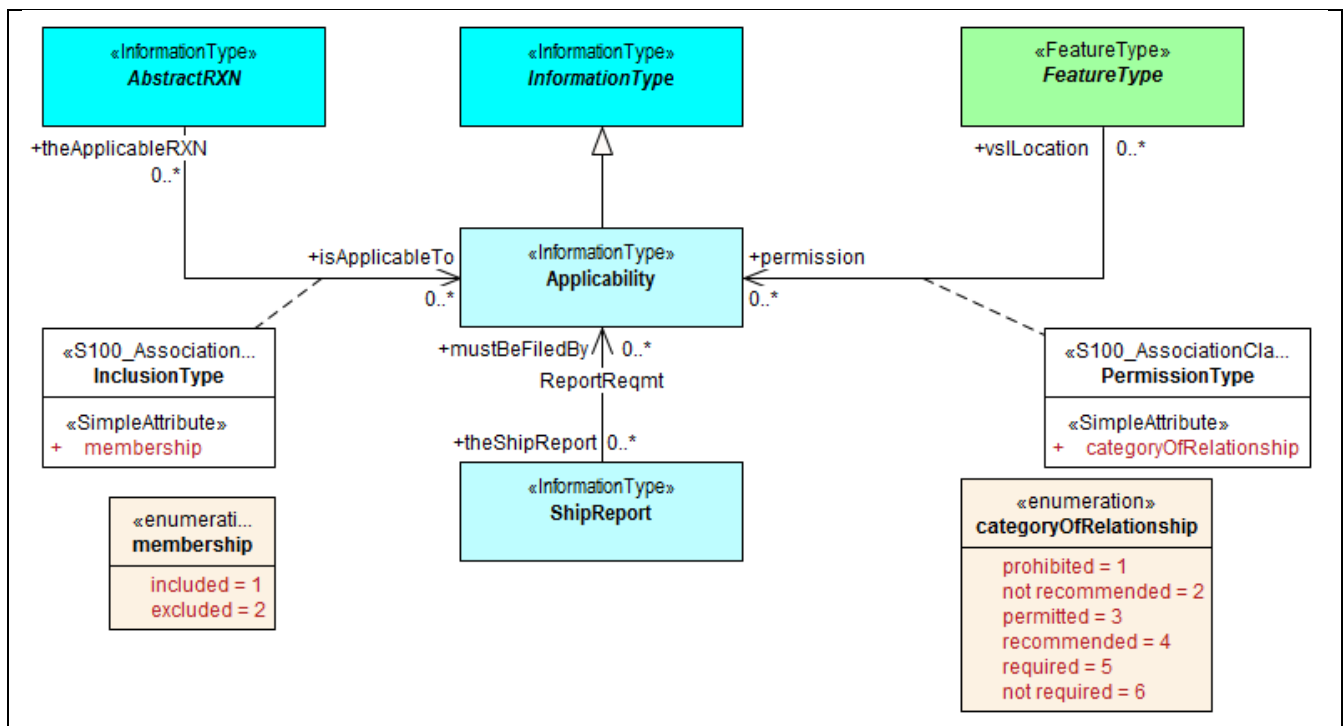 «InformationType»
AbstractRXN
«InformationType»
InformationType
«FeatureType»
FeatureType
+theApplicableRXN
0..*
+vslLocation
0..*
+isApplicableTo
0..*
«InformationType»
Applicability
+permission
0..*
«S100_Association...
InclusionType
«SimpleAttribute»
+ membership
+mustBeFiledBy
0..*
ReportReqmt
+theShipReport
0..*
«S100_AssociationCla...
PermissionType
«SimpleAttribute»
+ categoryOfRelationship
«InformationType»
ShipReport
«enumerati...
membership
included = 1
excluded = 2
«enumeration»
categoryOfRelationship
prohibited = 1
not recommended = 2
permitted = 3
recommended = 4
required = 5
not required = 6